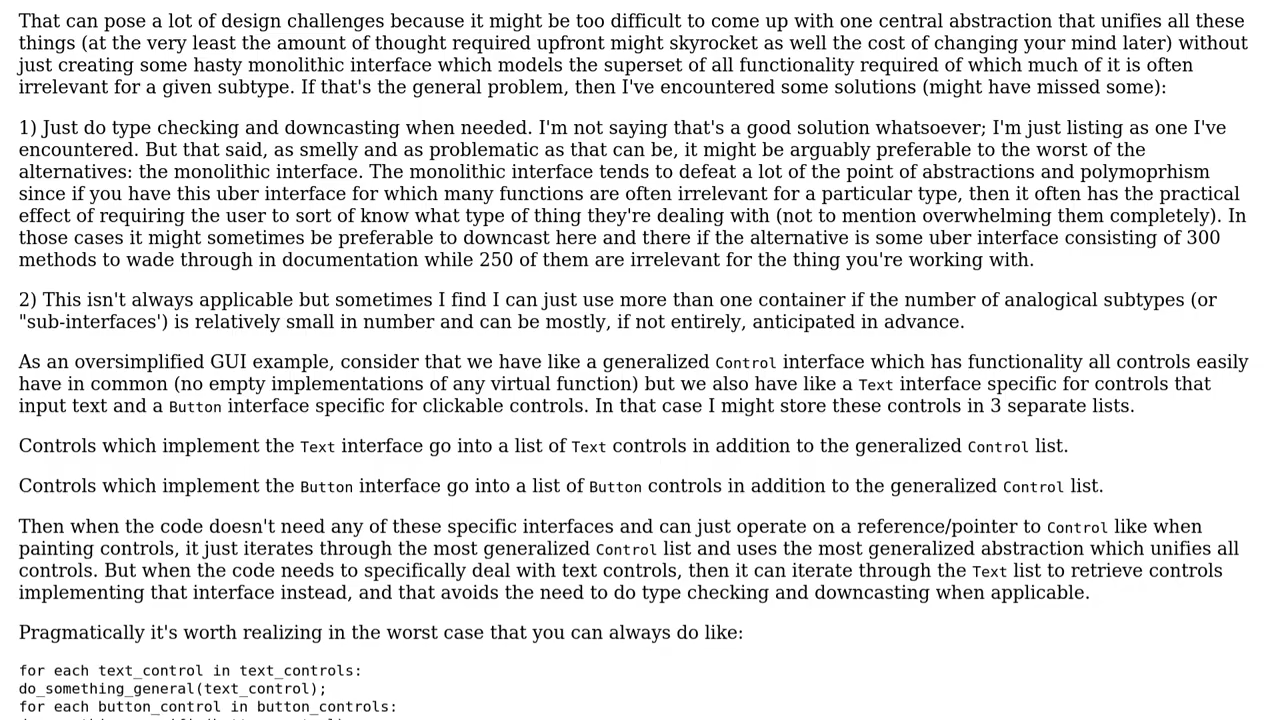 That can pose a lot of design challenges because it might be too difficult to come up with one central abstraction that unifies all these
things (at the very least the amount of thought required upfront might skyrocket as well the cost of changing your mind later) without
just creating some hasty monolithic interface which models the superset of all functionality required of which much of it is often
irrelevant for a given subtype. If that's the general problem, then I've encountered some solutions (might have missed some):
1) Just do type checking and downcasting when needed. I'm not saying that's a good solution whatsoever; I'm just listing as one I've
encountered. But that said, as smelly and as problematic as that can be, it might be arguably preferable to the worst of the
alternatives: the monolithic interface. The monolithic interface tends to defeat a lot of the point of abstractions and polymoprhism
since if you have this uber interface for which many functions are often irrelevant for a particular type, then it often has the practical
effect of requiring the user to sort of know what type of thing they're dealing with (not to mention overwhelming them completely). In
those cases it might sometimes be preferable to downcast here and there if the alternative is some uber interface consisting of 300
methods to wade through in documentation while 250 of them are irrelevant for the thing you're working with.
2) This isn't always applicable but sometimes I find I can just use more than one container if the number of analogical subtypes (or
"sub-interfaces') is relatively small in number and can be mostly, if not entirely, anticipated in advance.
As an oversimplified GUI example, consider that we have like a generalized Control interface which has functionality all controls easily
have in common (no empty implementations of any virtual function) but we also have like a Text interface specific for controls that
input text and a Button interface specific for clickable controls. In that case I might store these controls in 3 separate lists.
Controls which implement the Text interface go into a list of Text controls in addition to the generalized Control list.
Controls which implement the Button interface go into a list of Button controls in addition to the generalized Control list.
Then when the code doesn't need any of these specific interfaces and can just operate on a reference/pointer to Control like when
painting controls, it just iterates through the most generalized Control list and uses the most generalized abstraction which unifies all
controls. But when the code needs to specifically deal with text controls, then it can iterate through the Text list to retrieve controls
implementing that interface instead, and that avoids the need to do type checking and downcasting when applicable.
Pragmatically it's worth realizing in the worst case that you can always do like:
for each text_control in text_controls:
do_something_general(text_control);
for each button_control in button_controls: